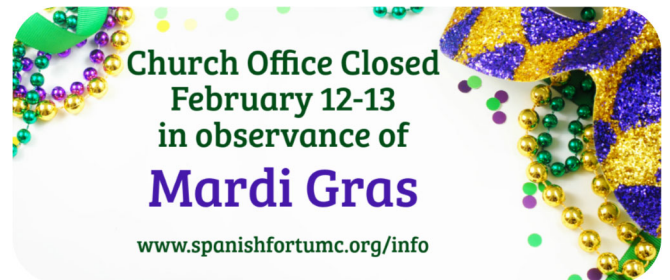 Church Office Closed
February 12-13
in observance of
Mardi Gras
www.spanishfortumc.org/info